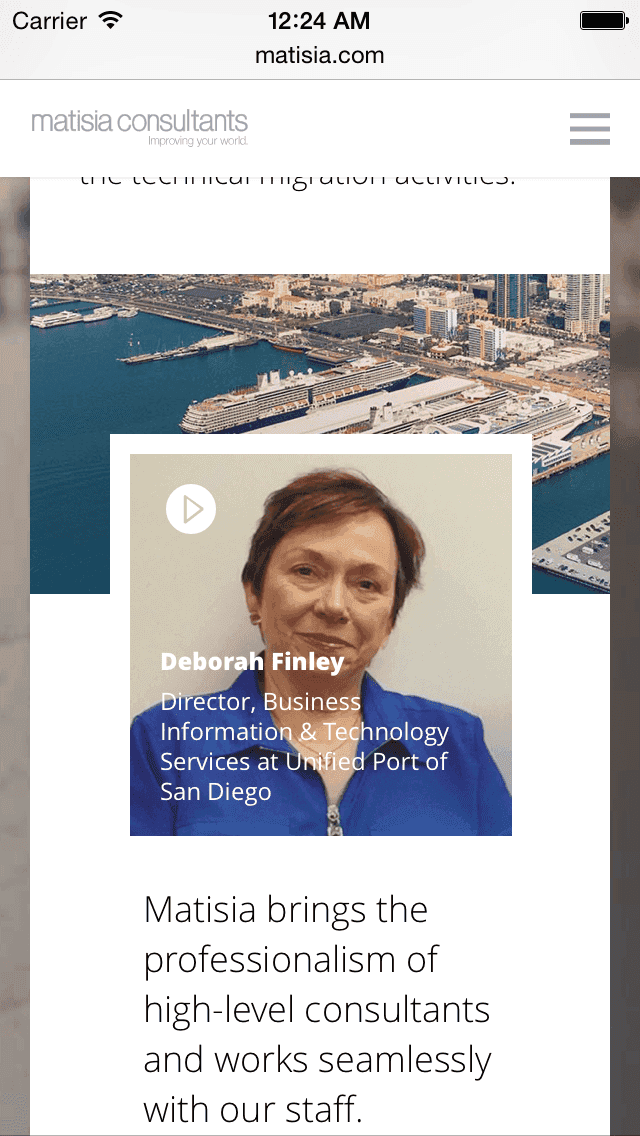 Carrier 12:24 AM
matisia.com
matisia consultants
Improving your world.
the technical migration activities.
Deborah Finley
Director, Business
Information & Technology
Services at Unified Port of
San Diego
Matisia brings the
professionalism of
high-level consultants
and works seamlessly
with our staff.